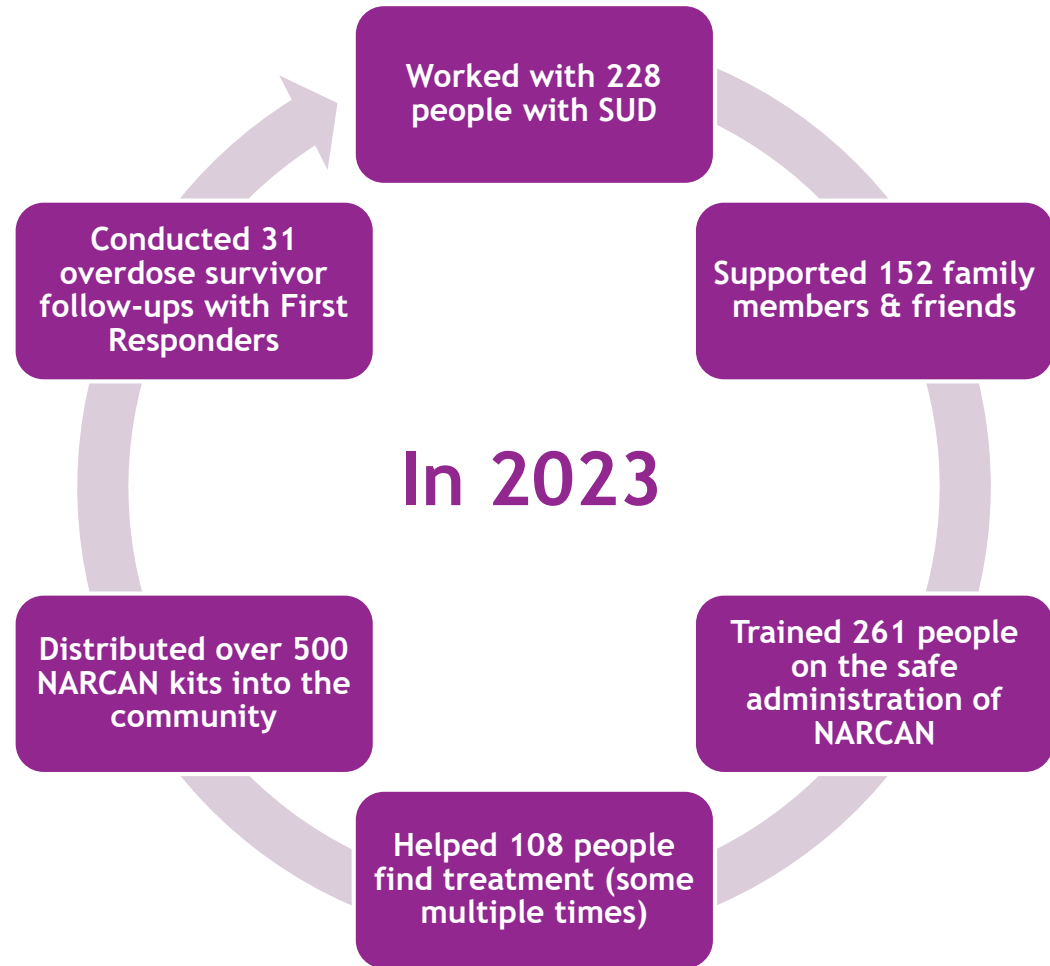 Worked with 228
people with SUD
Supported 152 family
members & friends
Trained 261 people
on the safe
administration of
NARCAN
Helped 108 people
find treatment (some
multiple times)
Distributed over 500
NARCAN kits into the
community
Conducted 31
overdose survivor
follow-ups with First
Responders
In 2023